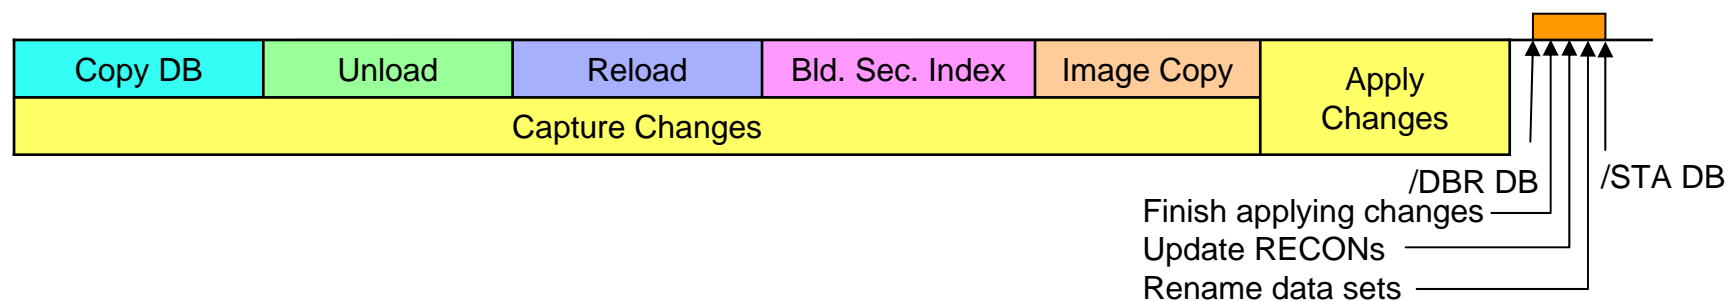 Copy DB
Unload
Reload
Bld. Sec. Index
Image Copy
Apply
Changes
Capture Changes
/DBR DB
/STA DB
Finish applying changes
Update RECONs
Rename data sets